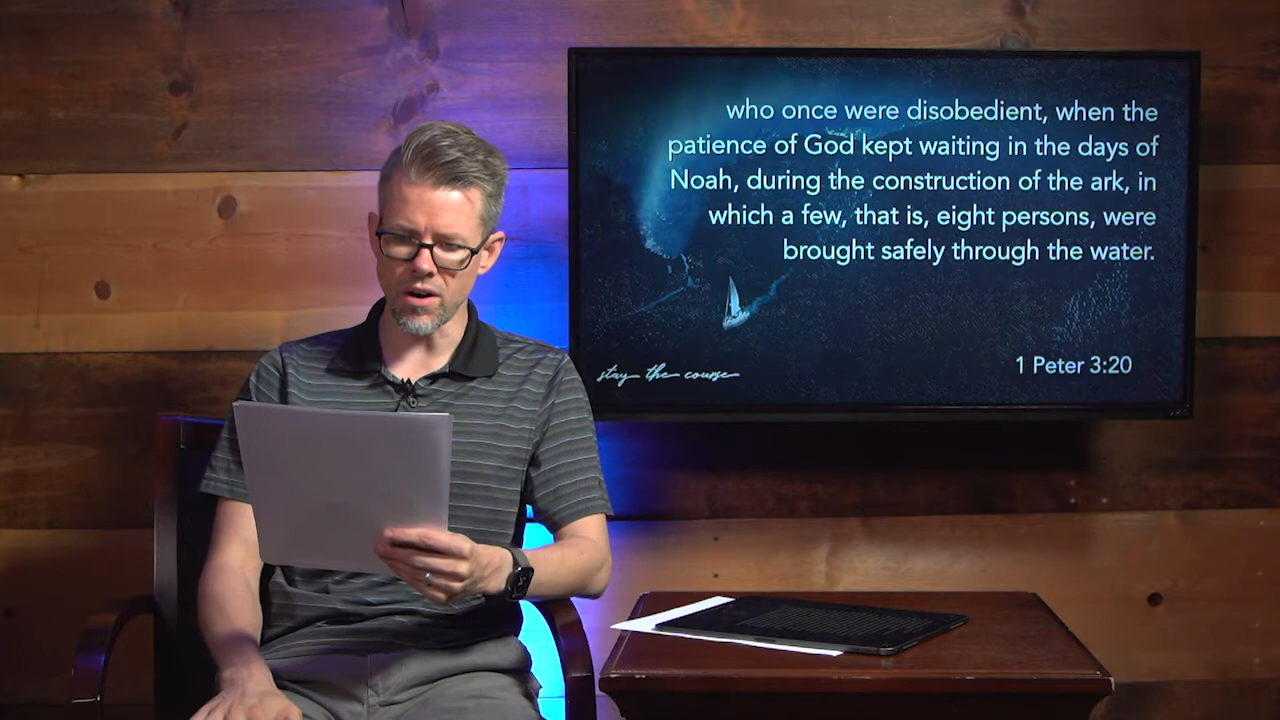 who once were disobedient, when the
patience of God kept waiting in the days of
Noah, during the construction of the ark, in
which a few, that is, eight persons, were
brought safely through the water.
1 Peter 3:20
stay the course